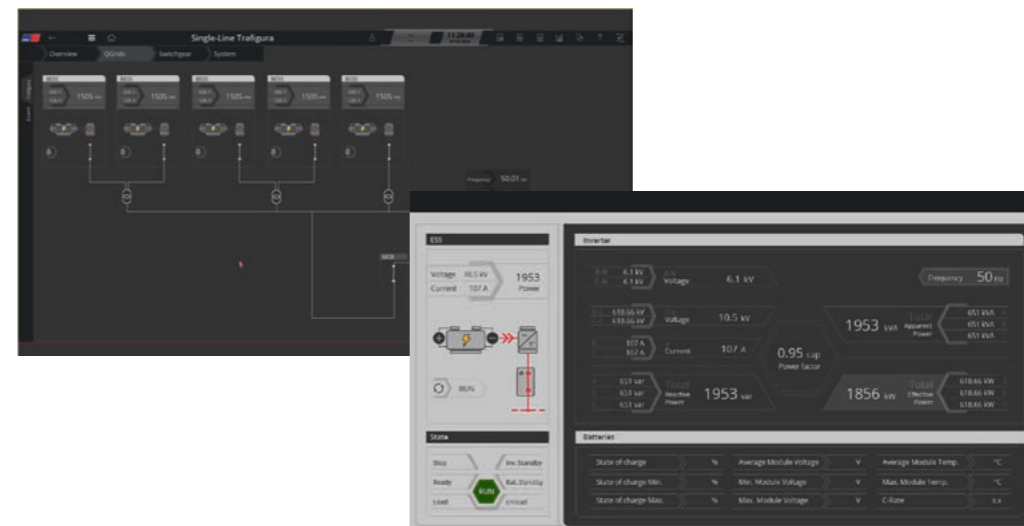 Single-Line Trafigura
Overview
Switchgear
System
1505
1505
1505
1505
1505
Frequency 50.01
ESS
Voltage 10.5 kV
Current 107 A
1953
Power
RUN
State
Stop
Inv. Standby
Ready
Bat. Standby
RUN
Load
Unload
Inverter
6.1 kV
6.1 kV
Voltage
6.1 kV
Frequency 50 Hz
618.66 kV
618.66 kV
Voltage
10.5 kV
107 A
107 A
Current
107 A
0.95 cap
Power factor
1953 kVA
Total
Apparent
Power
651 kVA
651 kVA
651 kVA
651 var
651 var
651 var
Total
Reactive
Power
1953 var
1856 kW
Total
Effective
Power
618.66 kW
618.66 kW
618.66 kW
Batteries
State of charge %
Average Module Voltage V
Average Module Temp. °C
State of charge Min. %
Min. Module Voltage V
Max. Module Temp. °C
State of charge Max. %
Max. Module Voltage V
C-Rate